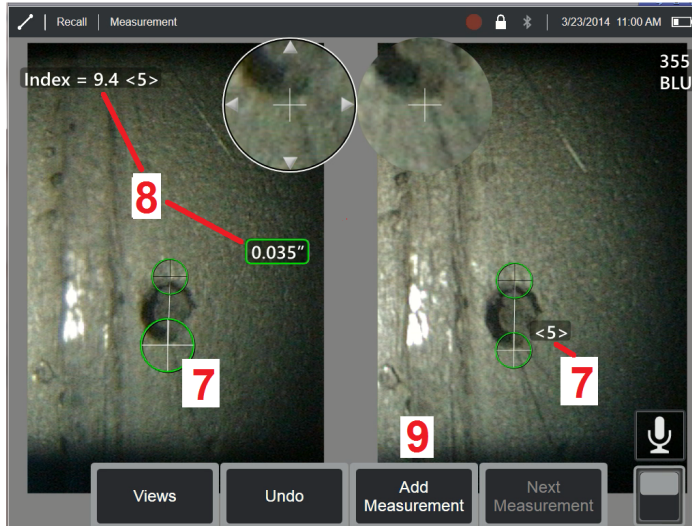 Recall | Measurement
3/23/2014 11:00 AM
355
BLU
Index = 9.4 <5>
8
0.035"
<5>
7
7
9
Views
Undo
Add
Measurement
Next
Measurement